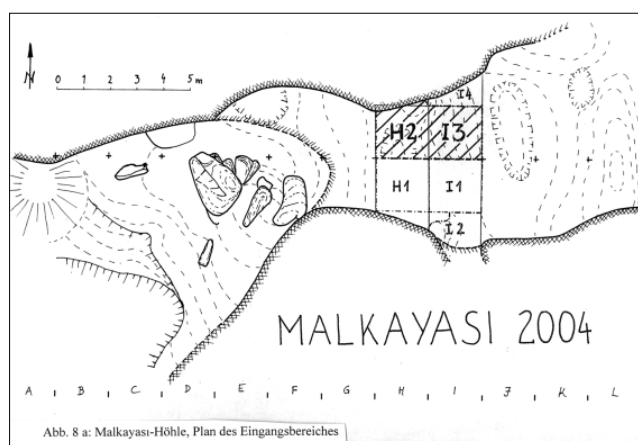 N
0 1 2 3 4 5 m
I4
H2 I3
H1 I1
I2
MALKAYASI 2004
A B C D E F G H I J K L
Abb. 8 a: Malkayası-Höhle, Plan des Eingangsbereiches